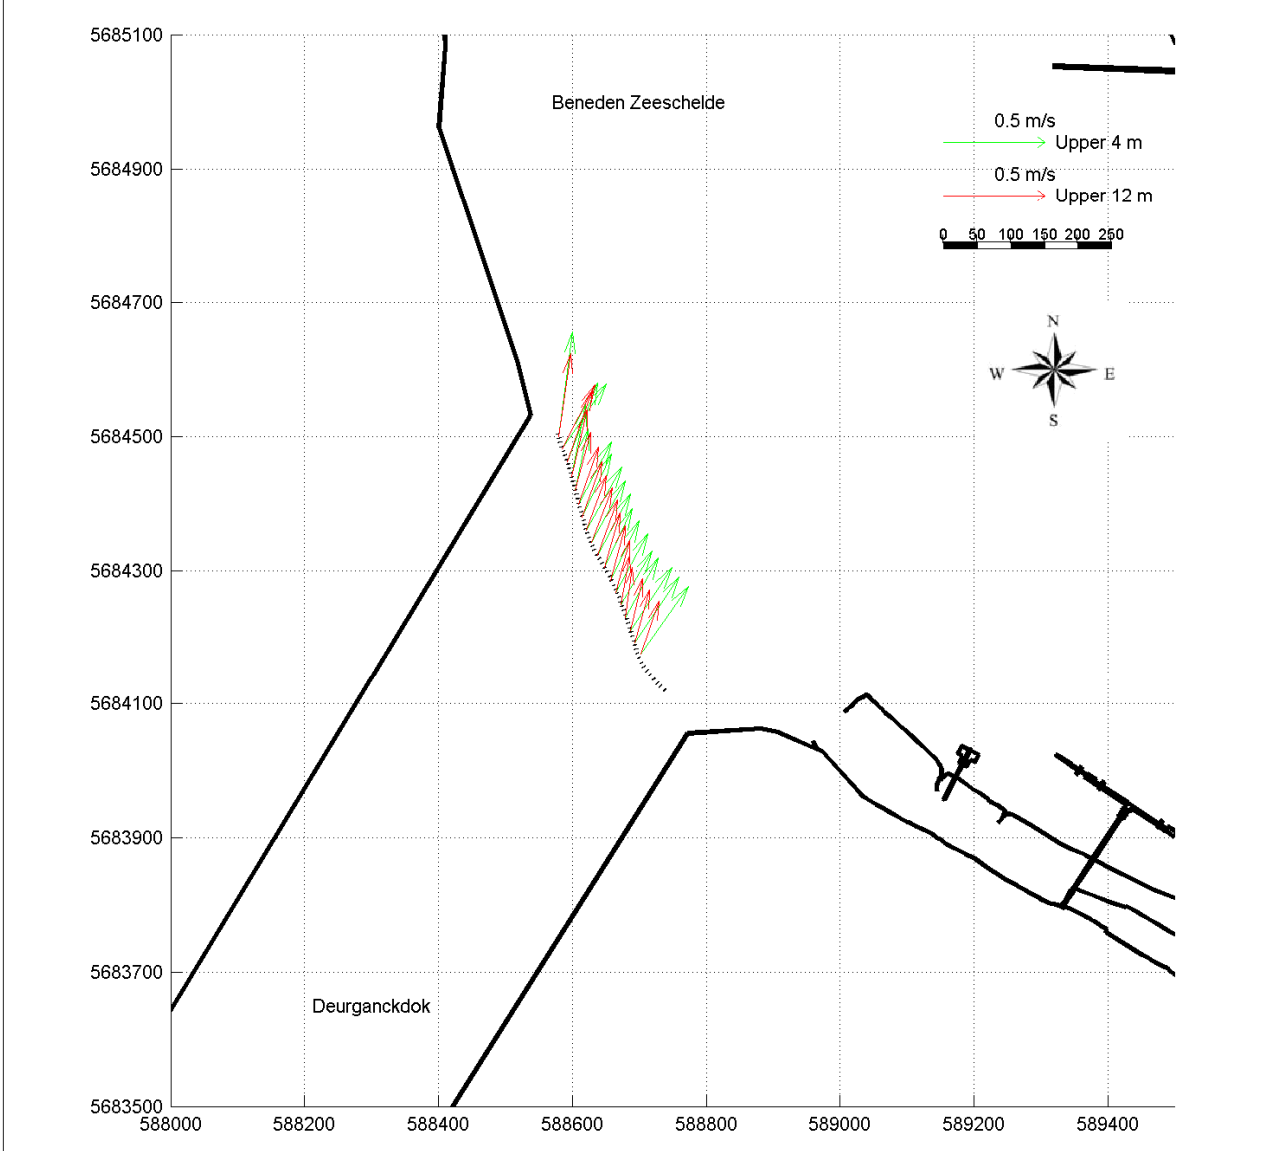 5685100
Beneden Zeeschelde
0.5 m/s
Upper 4 m
5684900
0.5 m/s
Upper 12 m
0 50 100 150 200 250
5684700
N
W E
S
5684500
5684300
5684100
5683900
5683700
Deurganckdok
5683500
588000 588200 588400 588600 588800 589000 589200 589400